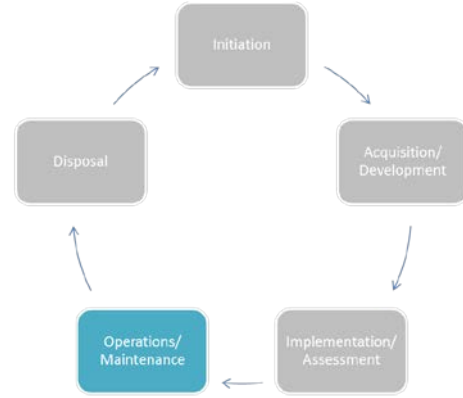 Initiation
Acquisition/
Development
Implementation/
Assessment
Operations/
Maintenance
Disposal